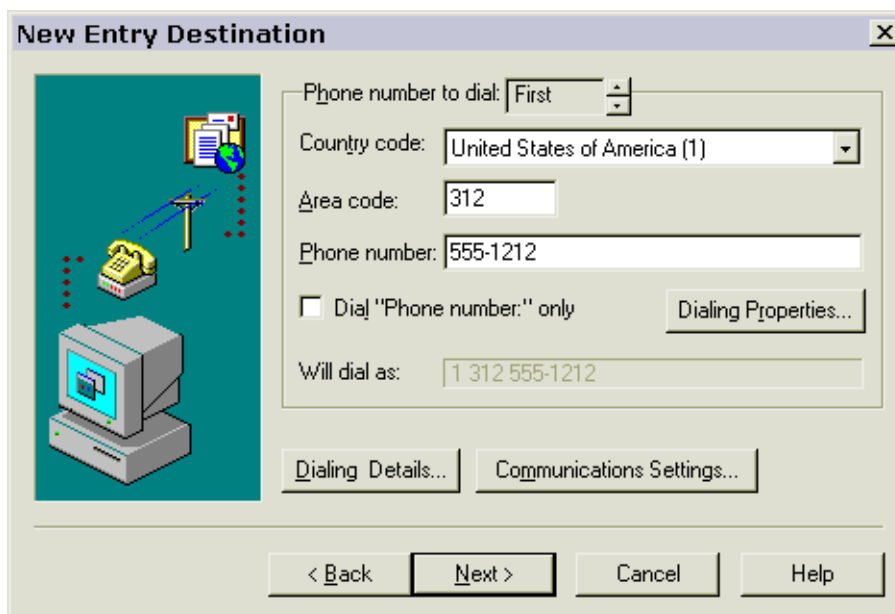 New Entry Destination
Phone number to dial: First
Country code: United States of America (1)
Area code: 312
Phone number: 555-1212
Dial "Phone number:" only Dialing Properties...
Will dial as: 1 312 555-1212
Dialing Details... Communications Settings...
< Back Next > Cancel Help